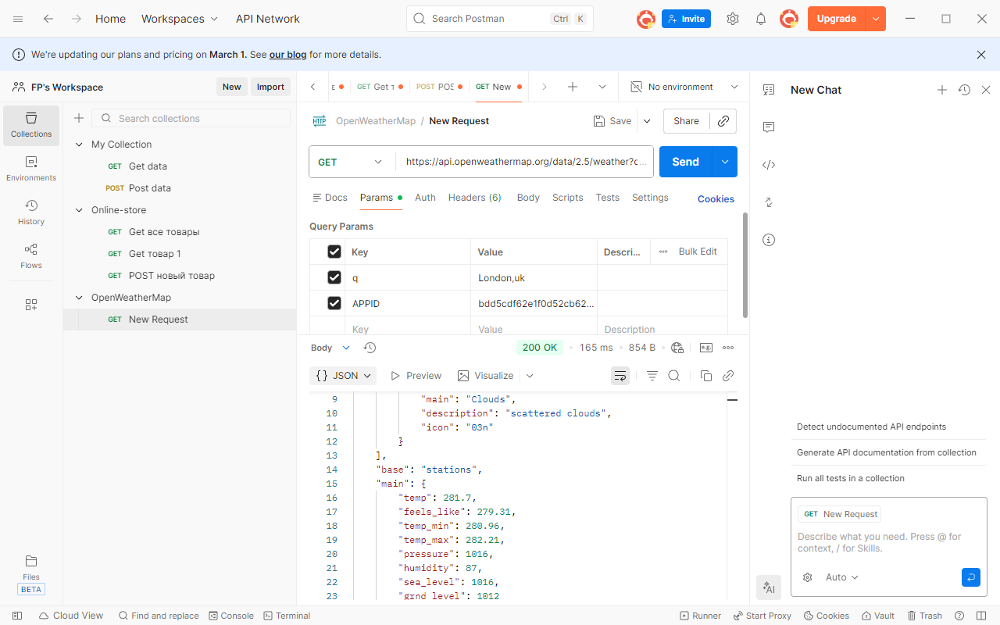 Home
Workspaces
API Network
Search Postman
Ctrl K
Invite
Upgrade
We're updating our plans and pricing on March 1. See our blog for more details.
FP's Workspace
New
Import
GET Get т
POST POS
GET New
No environment
New Chat
Collections
Environments
History
Flows
Files
BETA
Search collections
My Collection
GET Get data
POST Post data
Online-store
GET Get все товары
GET Get товар 1
GET POST новый товар
OpenWeatherMap
GET New Request
HTTP OpenWeatherMap / New Request
Save
Share
GET
https://api.openweathermap.org/data/2.5/weather?q...
Send
Docs Params Auth Headers (6) Body Scripts Tests Settings Cookies
Query Params
Key Value Descri... Bulk Edit
q London,uk
APPID bdd5cdf62e1f0d52cb62...
Key Value Description
Body 200 OK 165 ms 854 B e.g.
{} JSON Preview Visualize
9 "main": "Clouds",
10 "description": "scattered clouds",
11 "icon": "03n"
12 }
13 ],
14 "base": "stations",
15 "main": {
16 "temp": 281.7,
17 "feels_like": 279.31,
18 "temp_min": 280.96,
19 "temp_max": 282.21,
20 "pressure": 1016,
21 "humidity": 87,
22 "sea_level": 1016,
23 "grnd_level": 1012
Detect undocumented API endpoints
Generate API documentation from collection
Run all tests in a collection
GET New Request
Describe what you need. Press @ for
context, / for Skills.
Auto
AI
Cloud View
Find and replace
Console
Terminal
Runner
Start Proxy
Cookies
Vault
Trash